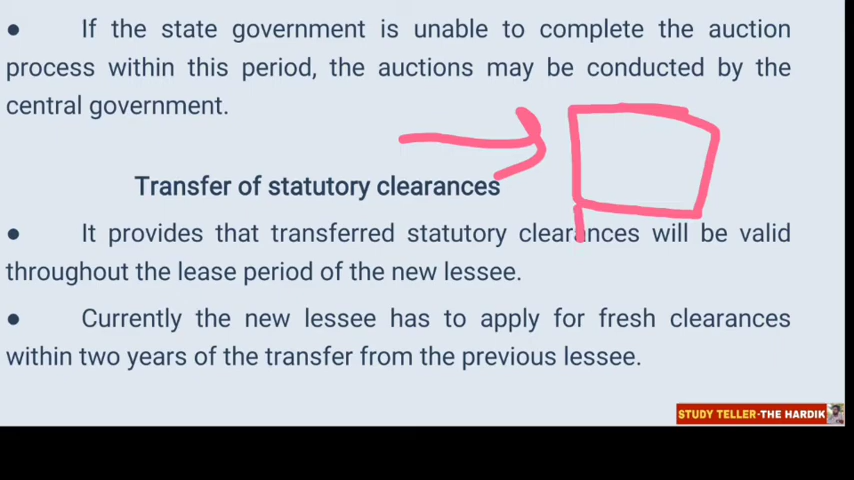 ● If the state government is unable to complete the auction
process within this period, the auctions may be conducted by the
central government.
Transfer of statutory clearances
● It provides that transferred statutory clearances will be valid
throughout the lease period of the new lessee.
● Currently the new lessee has to apply for fresh clearances
within two years of the transfer from the previous lessee.
STUDY TELLER-THE HARDIK